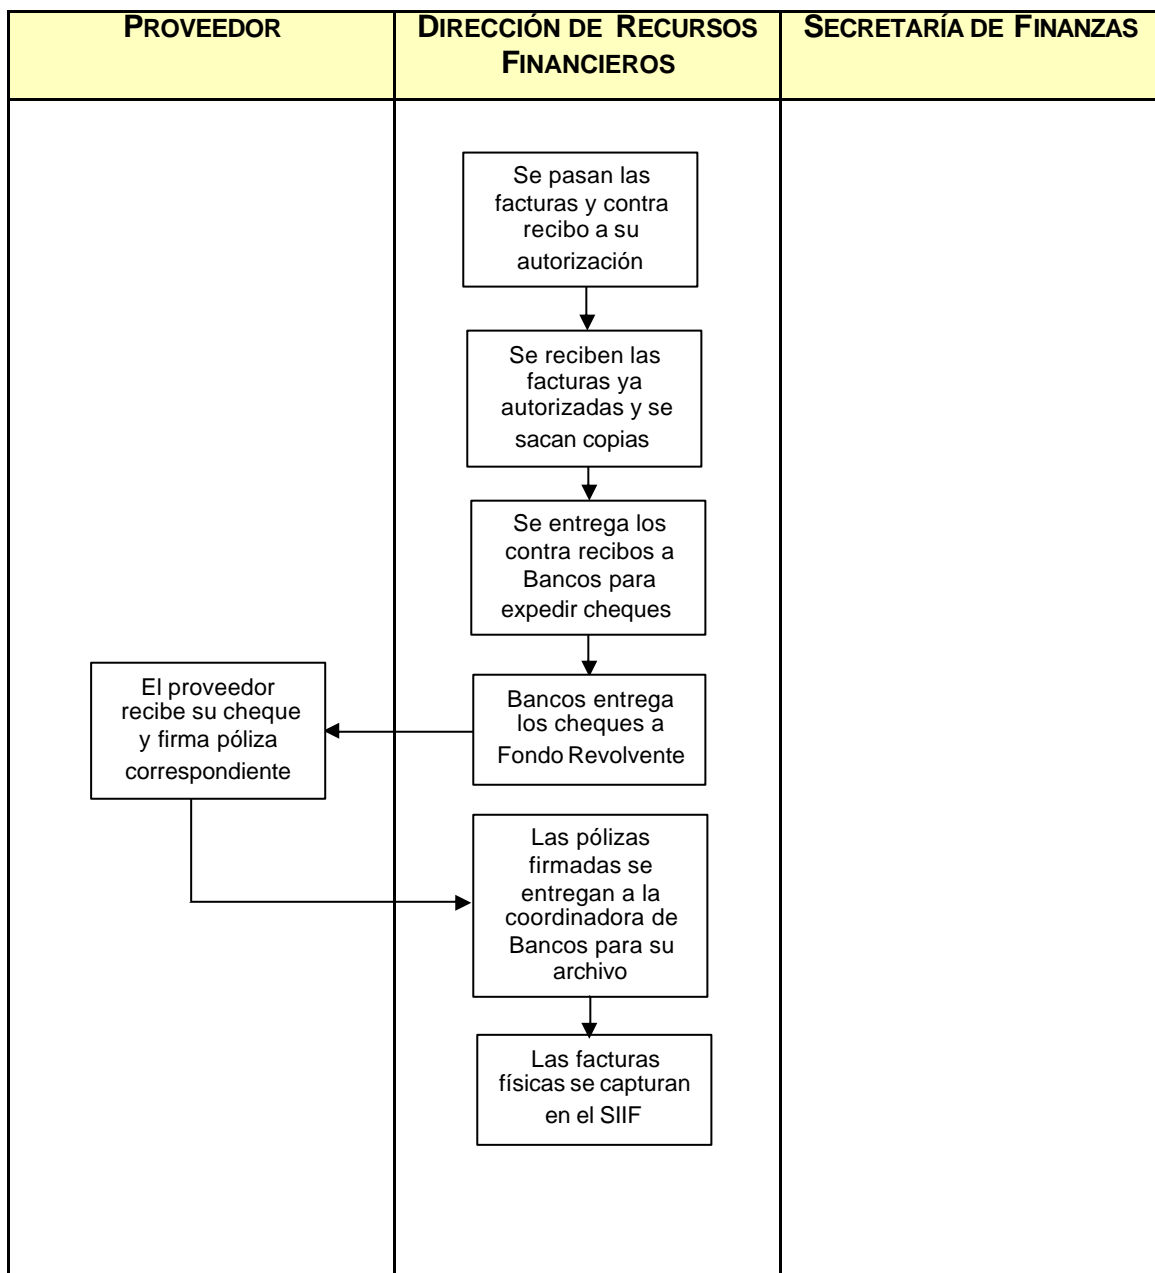 PROVEEDOR
DIRECCIÓN DE RECURSOS
FINANCIEROS
SECRETARÍA DE FINANZAS
Se pasan las
facturas y contra
recibo a su
autorización
Se reciben las
facturas ya
autorizadas y se
sacan copias
Se entrega los
contra recibos a
Bancos para
expedir cheques
Bancos entrega
los cheques a
Fondo Revolvente
El proveedor
recibe su cheque
y firma póliza
correspondiente
Las pólizas
firmadas se
entregan a la
coordinadora de
Bancos para su
archivo
Las facturas
físicas se capturan
en el SIIF